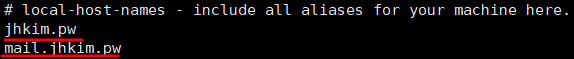 # local-host-names - include all aliases for your machine here.
jhkim.pw
mail.jhkim.pw